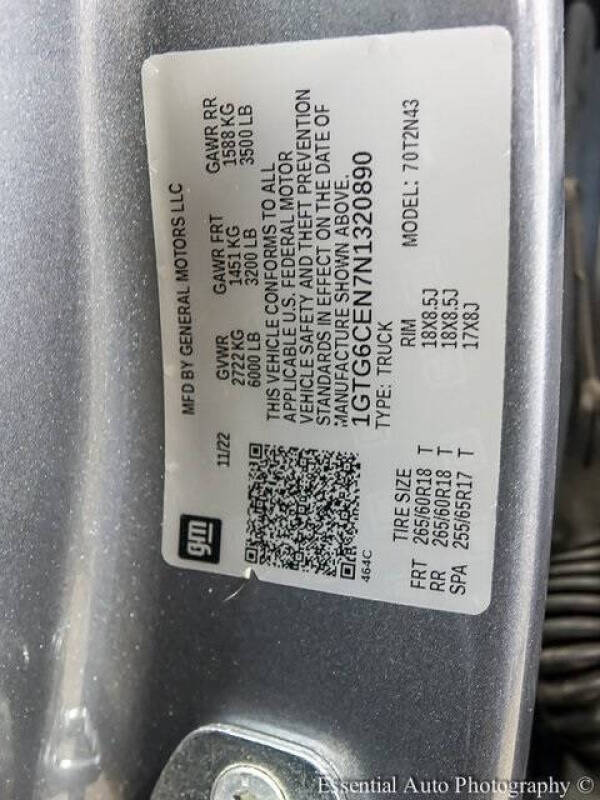 MFD BY GENERAL MOTORS LLC
gm
11/22
GVWR GAWR FRT GAWR RR
2722 KG 1451 KG 1588 KG
6000 LB 3200 LB 3500 LB
THIS VEHICLE CONFORMS TO ALL
APPLICABLE U.S. FEDERAL MOTOR
VEHICLE SAFETY AND THEFT PREVENTION
STANDARDS IN EFFECT ON THE DATE OF
MANUFACTURE SHOWN ABOVE.
1GTG6CEN7N1320890
464C
TYPE: TRUCK MODEL: 70T2N43
TIRE SIZE RIM
FRT 265/60R18 T 18X8.5J
RR 265/60R18 T 18X8.5J
SPA 255/65R17 T 17X8J
Essential Auto Photography ©